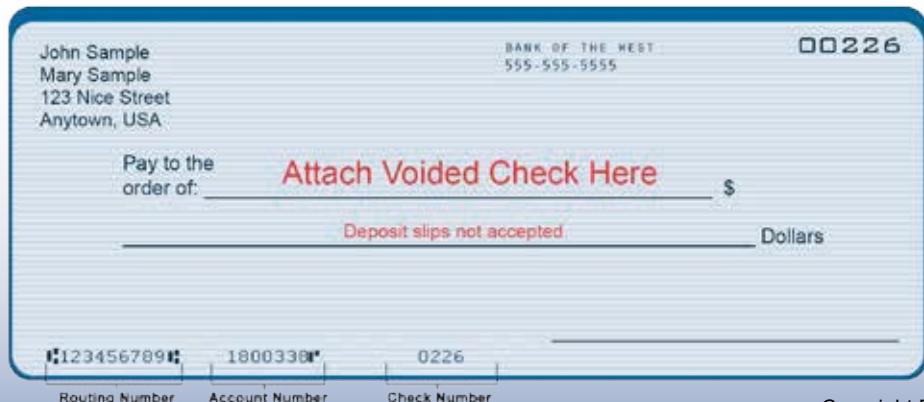 John Sample
Mary Sample
123 Nice Street
Anytown, USA
BANK OF THE WEST
555-555-5555
00226
Pay to the
order of:
Attach Voided Check Here
$
Deposit slips not accepted
Dollars
⑆123456789⑆ 1800338⑈ 0226
Routing Number Account Number Check Number